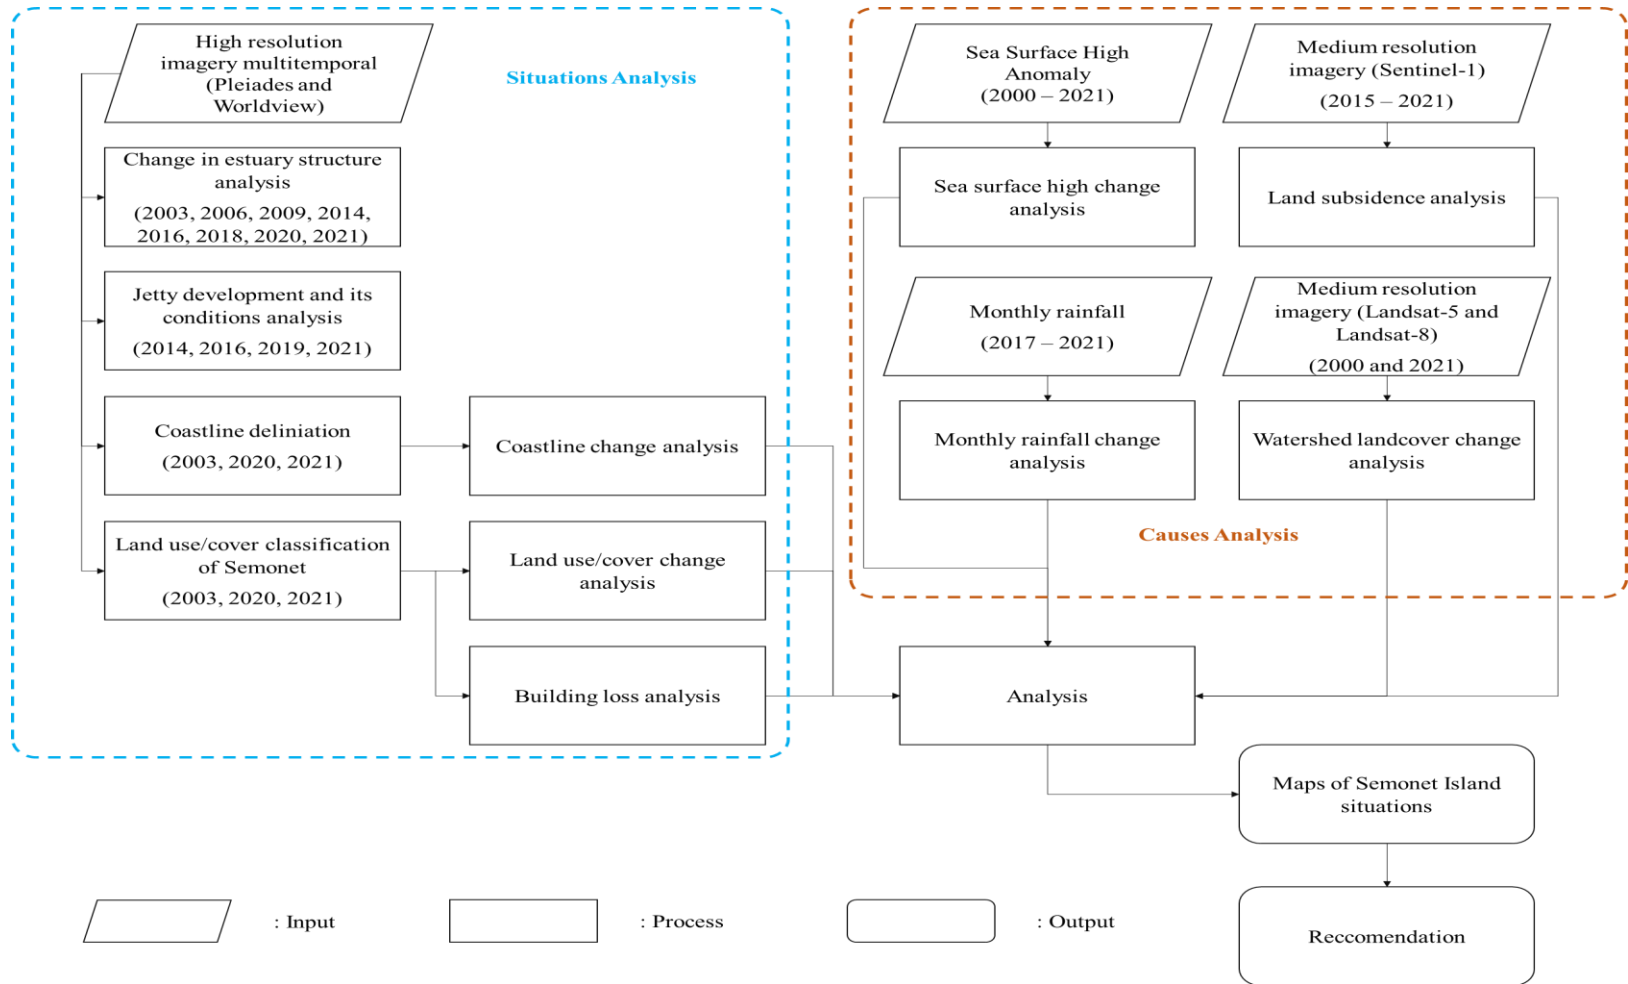 High resolution
imagery multitemporal
(Pleiades and
Worldview)
Situations Analysis
Change in estuary structure
analysis
(2003, 2006, 2009, 2014,
2016, 2018, 2020, 2021)
Jetty development and its
conditions analysis
(2014, 2016, 2019, 2021)
Coastline deliniation
(2003, 2020, 2021)
Coastline change analysis
Land use/cover classification
of Semonet
(2003, 2020, 2021)
Land use/cover change
analysis
Building loss analysis
Sea Surface High
Anomaly
(2000 – 2021)
Medium resolution
imagery (Sentinel-1)
(2015 – 2021)
Sea surface high change
analysis
Land subsidence analysis
Monthly rainfall
(2017 – 2021)
Medium resolution
imagery (Landsat-5 and
Landsat-8)
(2000 and 2021)
Monthly rainfall change
analysis
Watershed landcover change
analysis
Causes Analysis
Analysis
Maps of Semonet Island
situations
Reccomendation
: Input
: Process
: Output